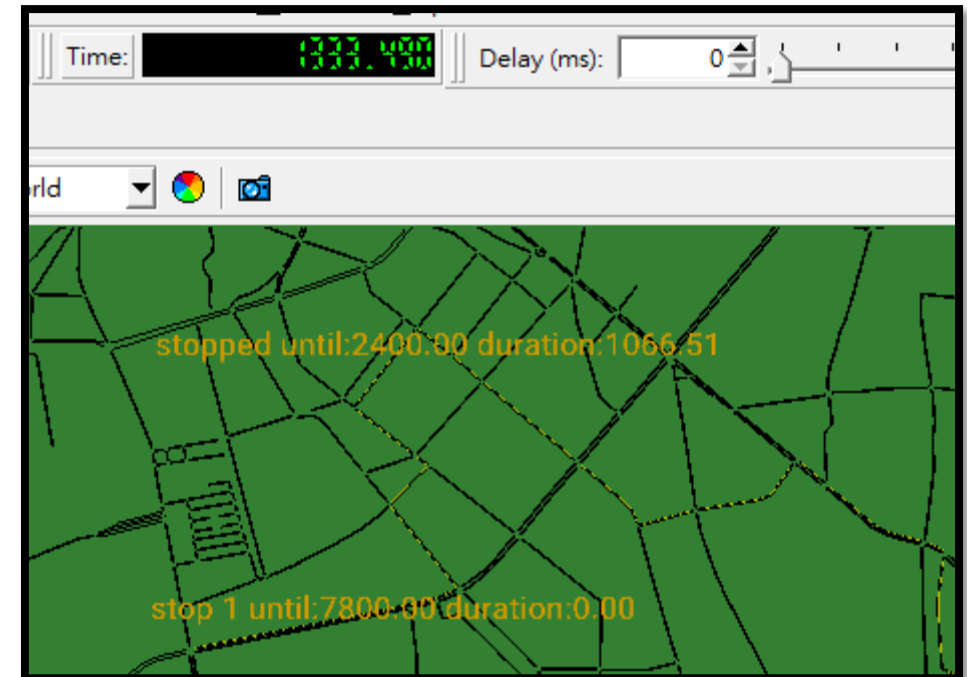 Time: 1333.490 Delay (ms): 0
rld
stopped until:2400.00 duration:1066.51
stop 1 until:7800.00 duration:0.00